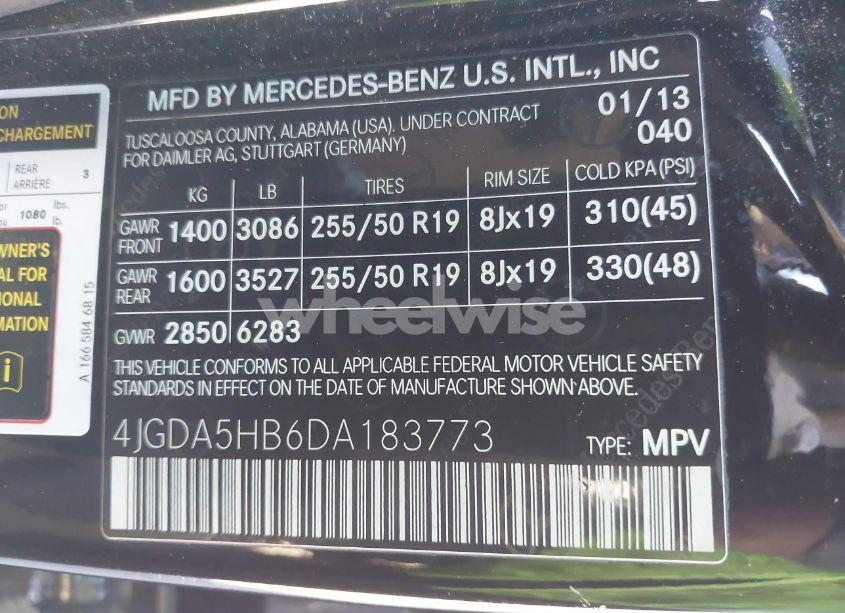 MFD BY MERCEDES-BENZ U.S. INTL., INC
TUSCALOOSA COUNTY, ALABAMA (USA). UNDER CONTRACT
FOR DAIMLER AG, STUTTGART (GERMANY)
01/13
040
KG LB TIRES RIM SIZE COLD KPA (PSI)
GAWR FRONT 1400 3086 255/50 R19 8Jx19 310(45)
GAWR REAR 1600 3527 255/50 R19 8Jx19 330(48)
GVWR 2850 6283
THIS VEHICLE CONFORMS TO ALL APPLICABLE FEDERAL MOTOR VEHICLE SAFETY
STANDARDS IN EFFECT ON THE DATE OF MANUFACTURE SHOWN ABOVE.
4JGDA5HB6DA183773 TYPE: MPV
wheelwise
ON
CHARGEMENT
REAR
ARRIÈRE 3
or 1080 lbs.
ou lb.
WNER'S
AL FOR
IONAL
MATION
i
A 166 584 68 15